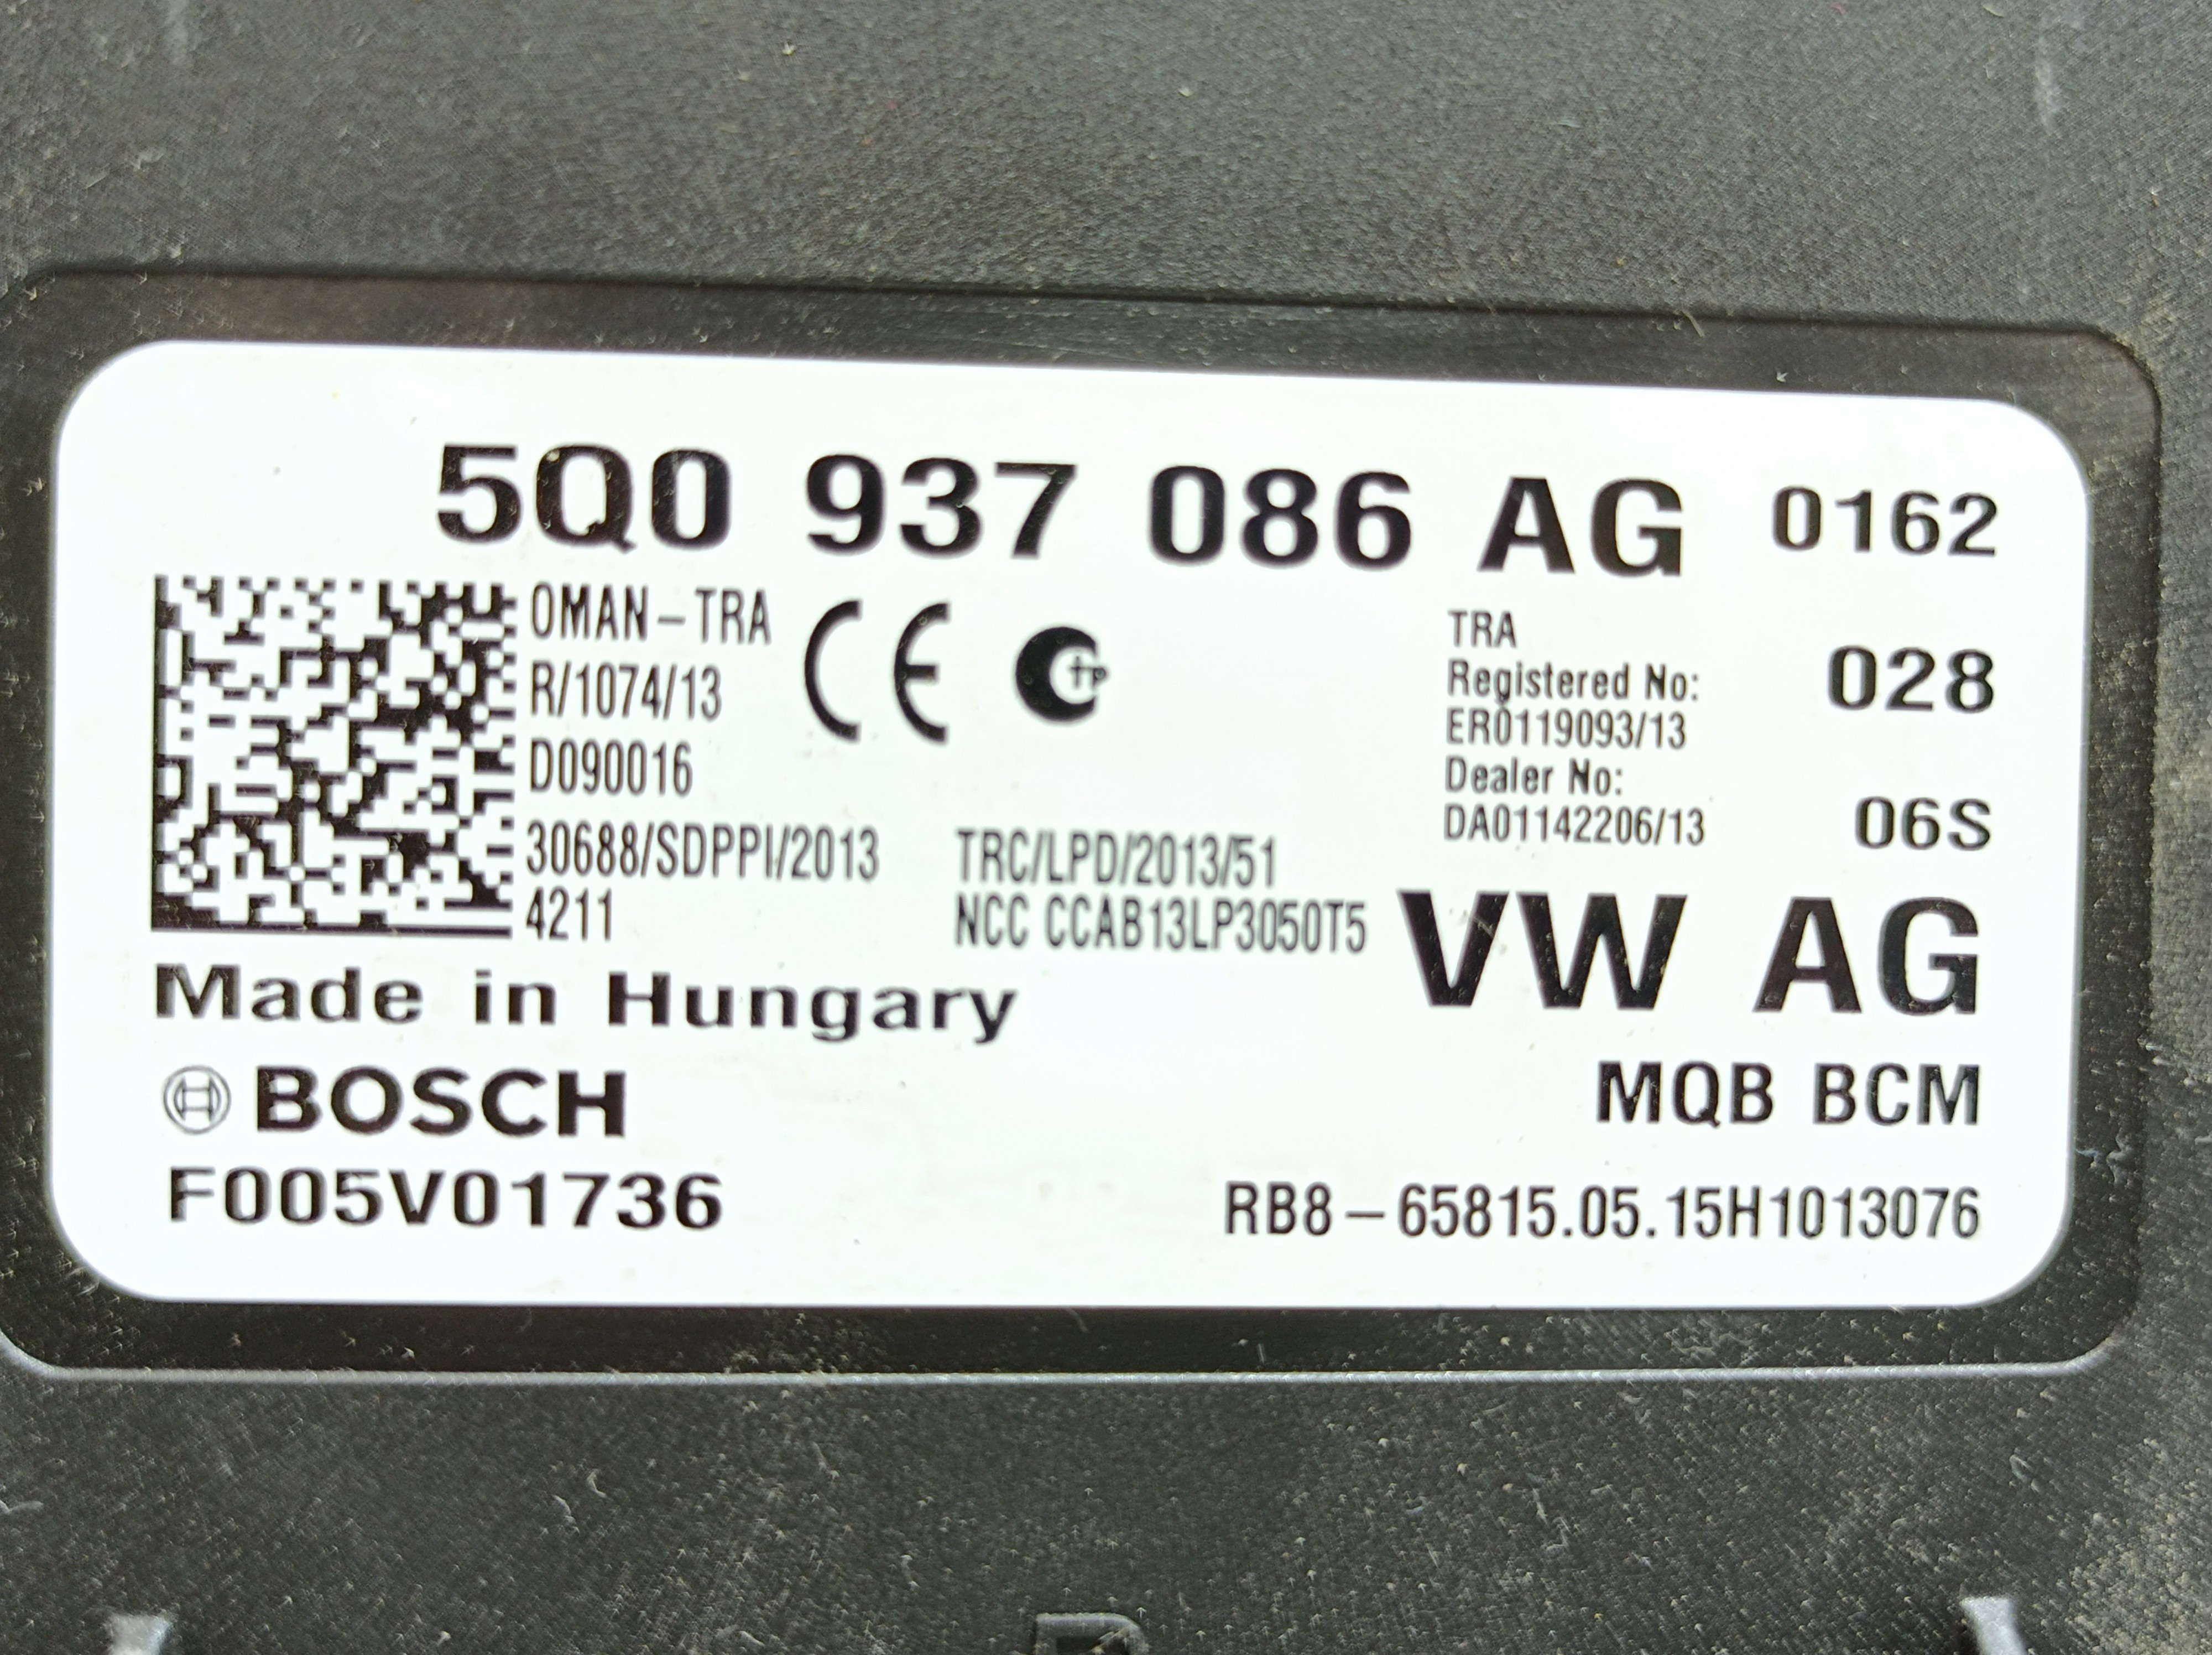 5Q0 937 086 AG 0162
OMAN-TRA
R/1074/13
D090016
30688/SDPPI/2013
4211
CE
TP
TRC/LPD/2013/51
NCC CCAB13LP3050T5
TRA
Registered No:
ER0119093/13
Dealer No:
DA01142206/13
028
06S
VW AG
Made in Hungary
MQB BCM
BOSCH
F005V01736
RB8-65815.05.15H1013076